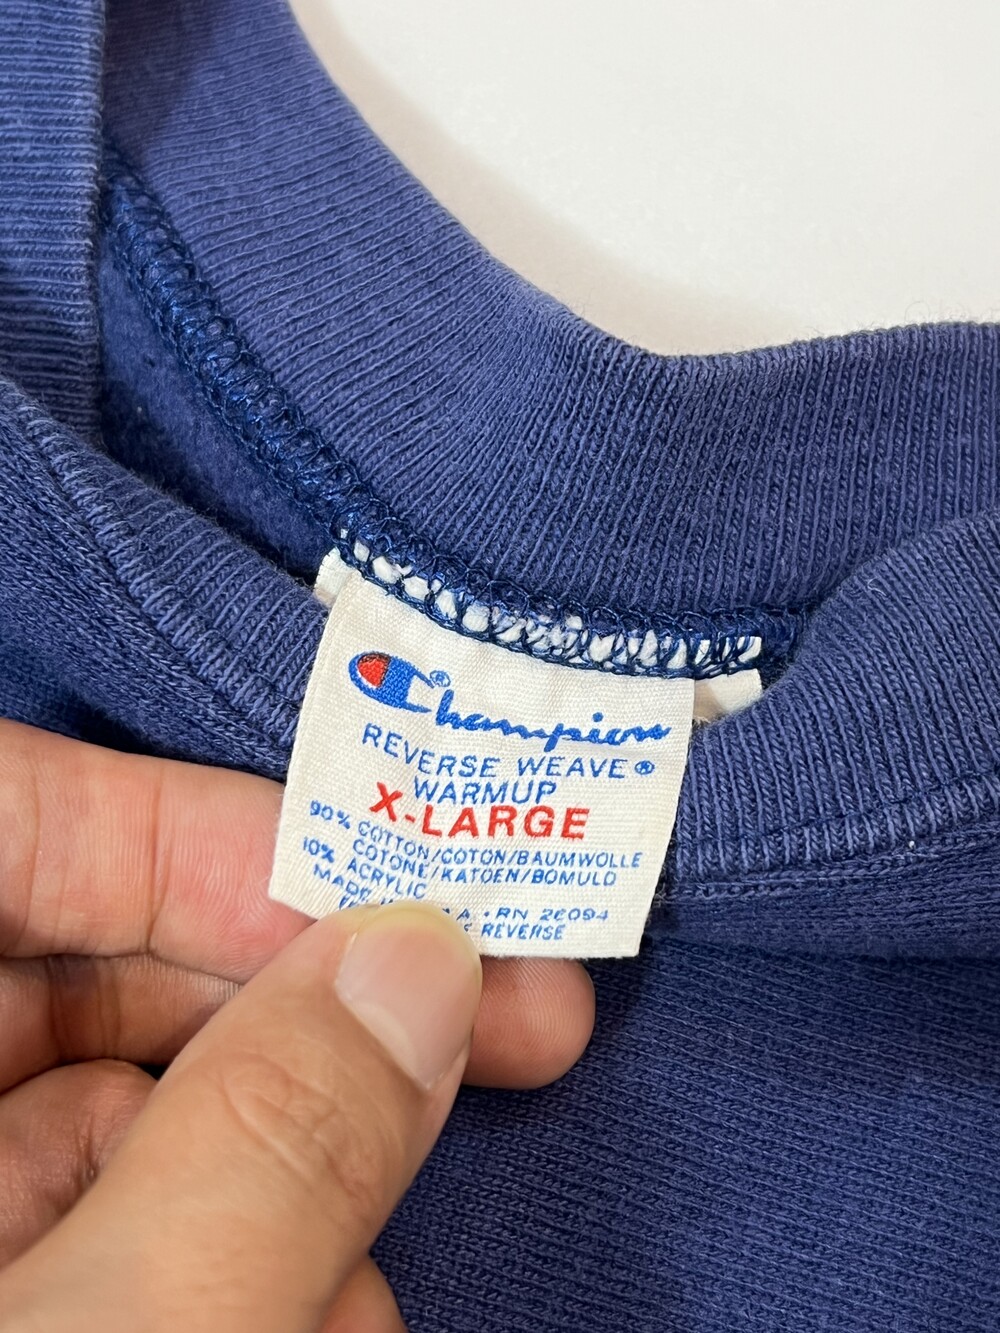 Champion®
REVERSE WEAVE®
WARMUP
X-LARGE
90% COTTON/COTON/BAUMWOLLE
COTONE/KATOEN/BOMULD
10% ACRYLIC
MADE RN 26094
REVERSE